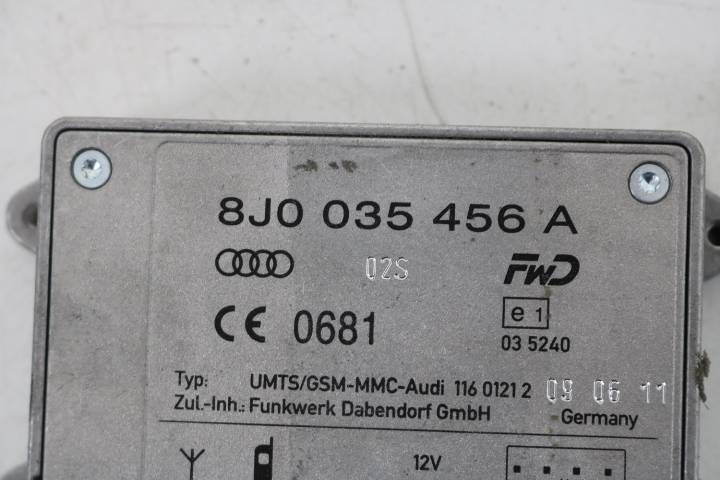 8J0 035 456 A
02S FWD
CE 0681 e 1
03 5240
Typ: UMTS/GSM-MMC-Audi 116 0121 2 09 06 11
Zul.-Inh.: Funkwerk Dabendorf GmbH Germany
12V